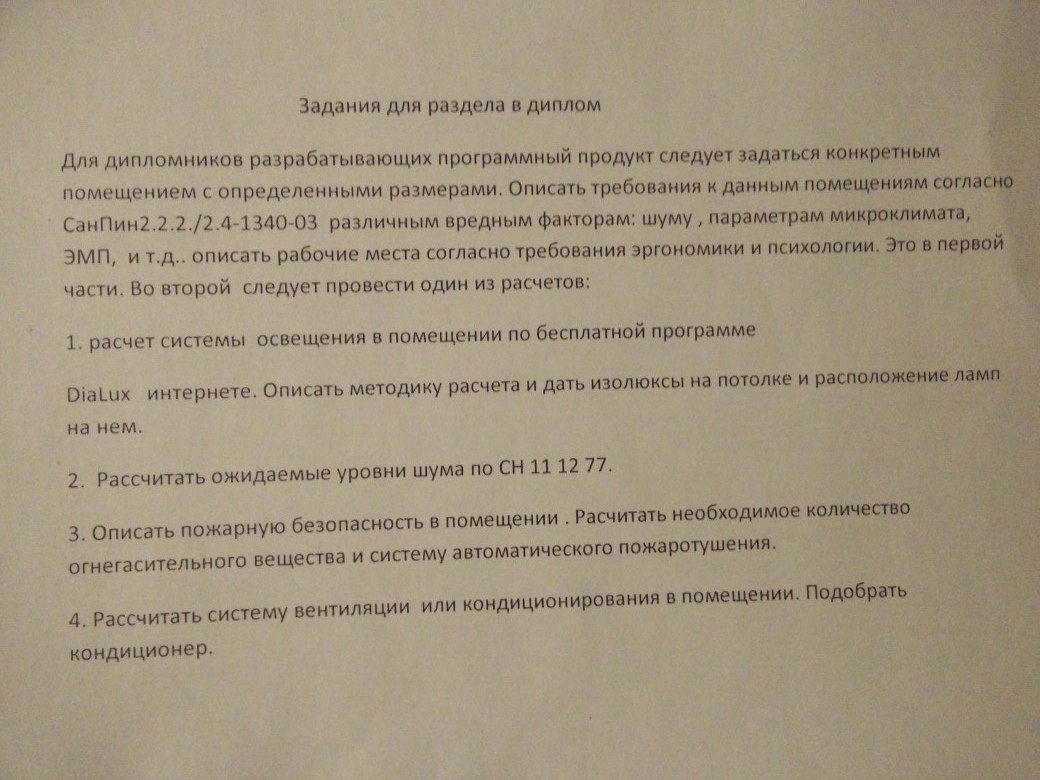 Задания для раздела в диплом
Для дипломников разрабатывающих программный продукт следует задаться конкретным
помещением с определенными размерами. Описать требования к данным помещениям согласно
СанПин2.2.2./2.4-1340-03 различным вредным факторам: шуму , параметрам микроклимата,
ЭМП, и т.д.. описать рабочие места согласно требования эргономики и психологии. Это в первой
части. Во второй следует провести один из расчетов:
1. расчет системы освещения в помещении по бесплатной программе
DiaLux интернете. Описать методику расчета и дать изолюксы на потолке и расположение ламп
на нем.
2. Рассчитать ожидаемые уровни шума по СН 11 12 77.
3. Описать пожарную безопасность в помещении . Расчитать необходимое количество
огнегасительного вещества и систему автоматического пожаротушения.
4. Рассчитать систему вентиляции или кондиционирования в помещении. Подобрать
кондиционер.